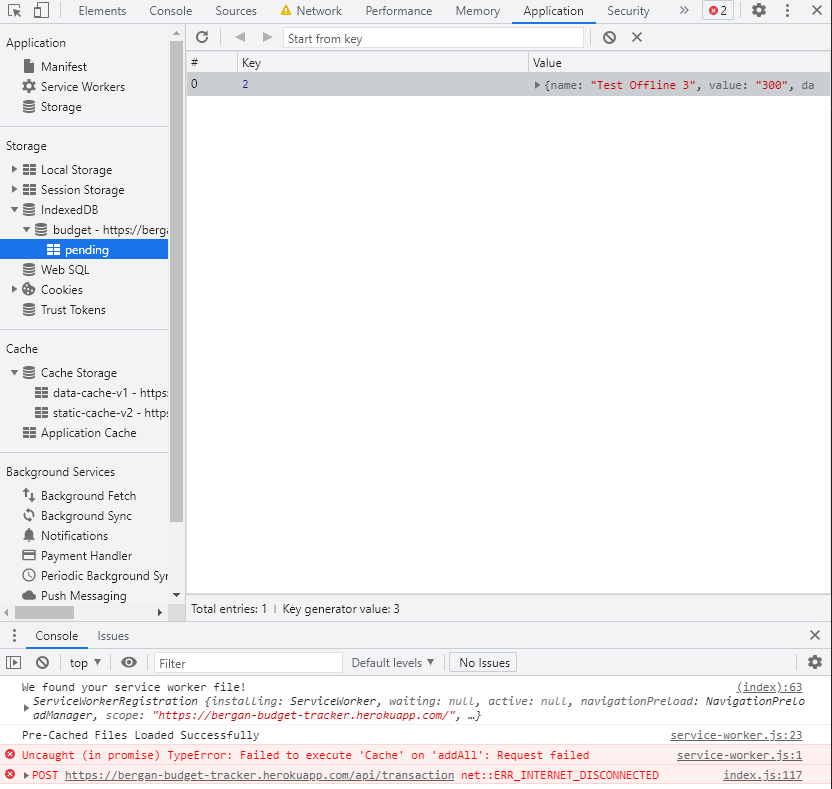 Elements Console Sources Network Performance Memory Application Security 2
Application
Manifest
Service Workers
Storage
Storage
Local Storage
Session Storage
IndexedDB
budget - https://berga
pending
Web SQL
Cookies
Trust Tokens
Cache
Cache Storage
data-cache-v1 - https:
static-cache-v2 - https
Application Cache
Background Services
Background Fetch
Background Sync
Notifications
Payment Handler
Periodic Background Syn
Push Messaging
Start from key
# Key Value
0 2 {name: "Test Offline 3", value: "300", da
Total entries: 1 Key generator value: 3
Console Issues
top Filter Default levels No Issues
We found your service worker file! (index):63
ServiceWorkerRegistration {installing: ServiceWorker, waiting: null, active: null, navigationPreload: NavigationPrelo
adManager, scope: "https://bergan-budget-tracker.herokuapp.com/", …}
Pre-Cached Files Loaded Successfully service-worker.js:23
Uncaught (in promise) TypeError: Failed to execute 'Cache' on 'addAll': Request failed service-worker.js:1
POST https://bergan-budget-tracker.herokuapp.com/api/transaction net::ERR_INTERNET_DISCONNECTED index.js:117